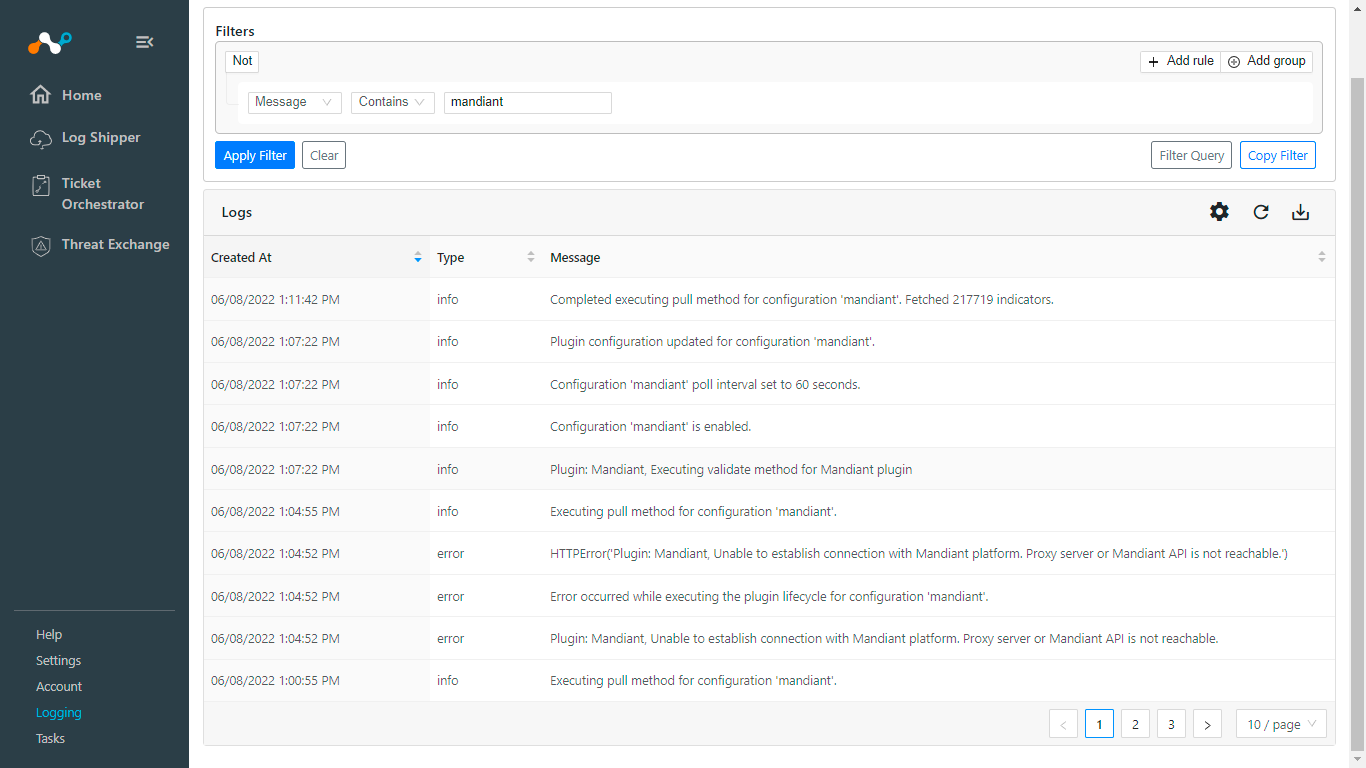 Filters
Not
Add rule
Add group
Message
Contains
mandiant
Apply Filter
Clear
Filter Query
Copy Filter
Home
Log Shipper
Ticket
Orchestrator
Threat Exchange
Help
Settings
Account
Logging
Tasks
Logs
Created At Type Message
06/08/2022 1:11:42 PM info Completed executing pull method for configuration 'mandiant'. Fetched 217719 indicators.
06/08/2022 1:07:22 PM info Plugin configuration updated for configuration 'mandiant'.
06/08/2022 1:07:22 PM info Configuration 'mandiant' poll interval set to 60 seconds.
06/08/2022 1:07:22 PM info Configuration 'mandiant' is enabled.
06/08/2022 1:07:22 PM info Plugin: Mandiant, Executing validate method for Mandiant plugin
06/08/2022 1:04:55 PM info Executing pull method for configuration 'mandiant'.
06/08/2022 1:04:52 PM error HTTPError('Plugin: Mandiant, Unable to establish connection with Mandiant platform. Proxy server or Mandiant API is not reachable.')
06/08/2022 1:04:52 PM error Error occurred while executing the plugin lifecycle for configuration 'mandiant'.
06/08/2022 1:04:52 PM error Plugin: Mandiant, Unable to establish connection with Mandiant platform. Proxy server or Mandiant API is not reachable.
06/08/2022 1:00:55 PM info Executing pull method for configuration 'mandiant'.
< 1 2 3 > 10 / page